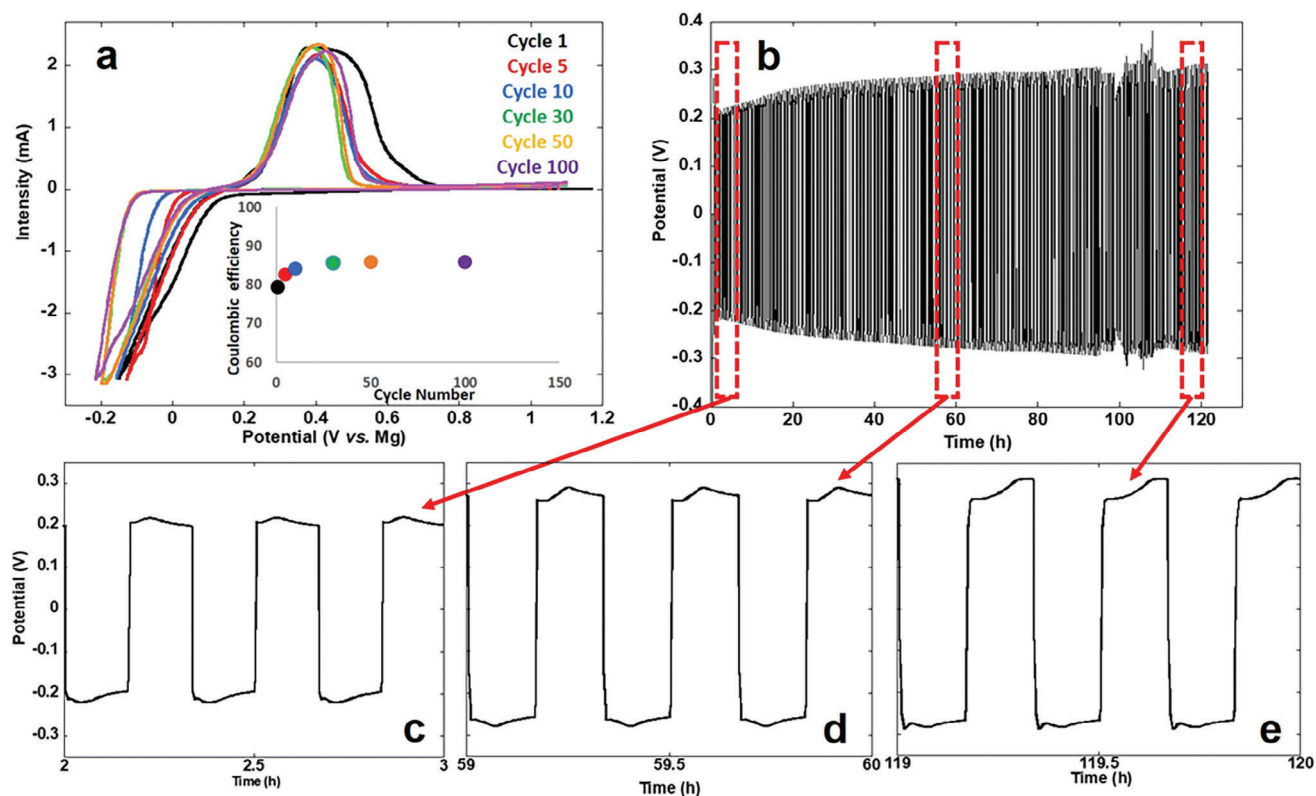 a
Cycle 1
Cycle 5
Cycle 10
Cycle 30
Cycle 50
Cycle 100
Intensity (mA)
2
1
0
-1
-2
-3
-0.2 0 0.2 0.4 0.6 0.8 1 1.2
Potential (V vs. Mg)
Coulombic efficiency
100
90
80
70
60
0 50 100 150
Cycle Number
b
Potential (V)
0.4
0.3
0.2
0.1
0
-0.1
-0.2
-0.3
-0.4
0 20 40 60 80 100 120
Time (h)
Potential (V)
0.3
0.2
0.1
0
-0.1
-0.2
-0.3
c
2 2.5 3
Time (h)
d
59 59.5 60
Time (h)
e
119 119.5 120
Time (h)